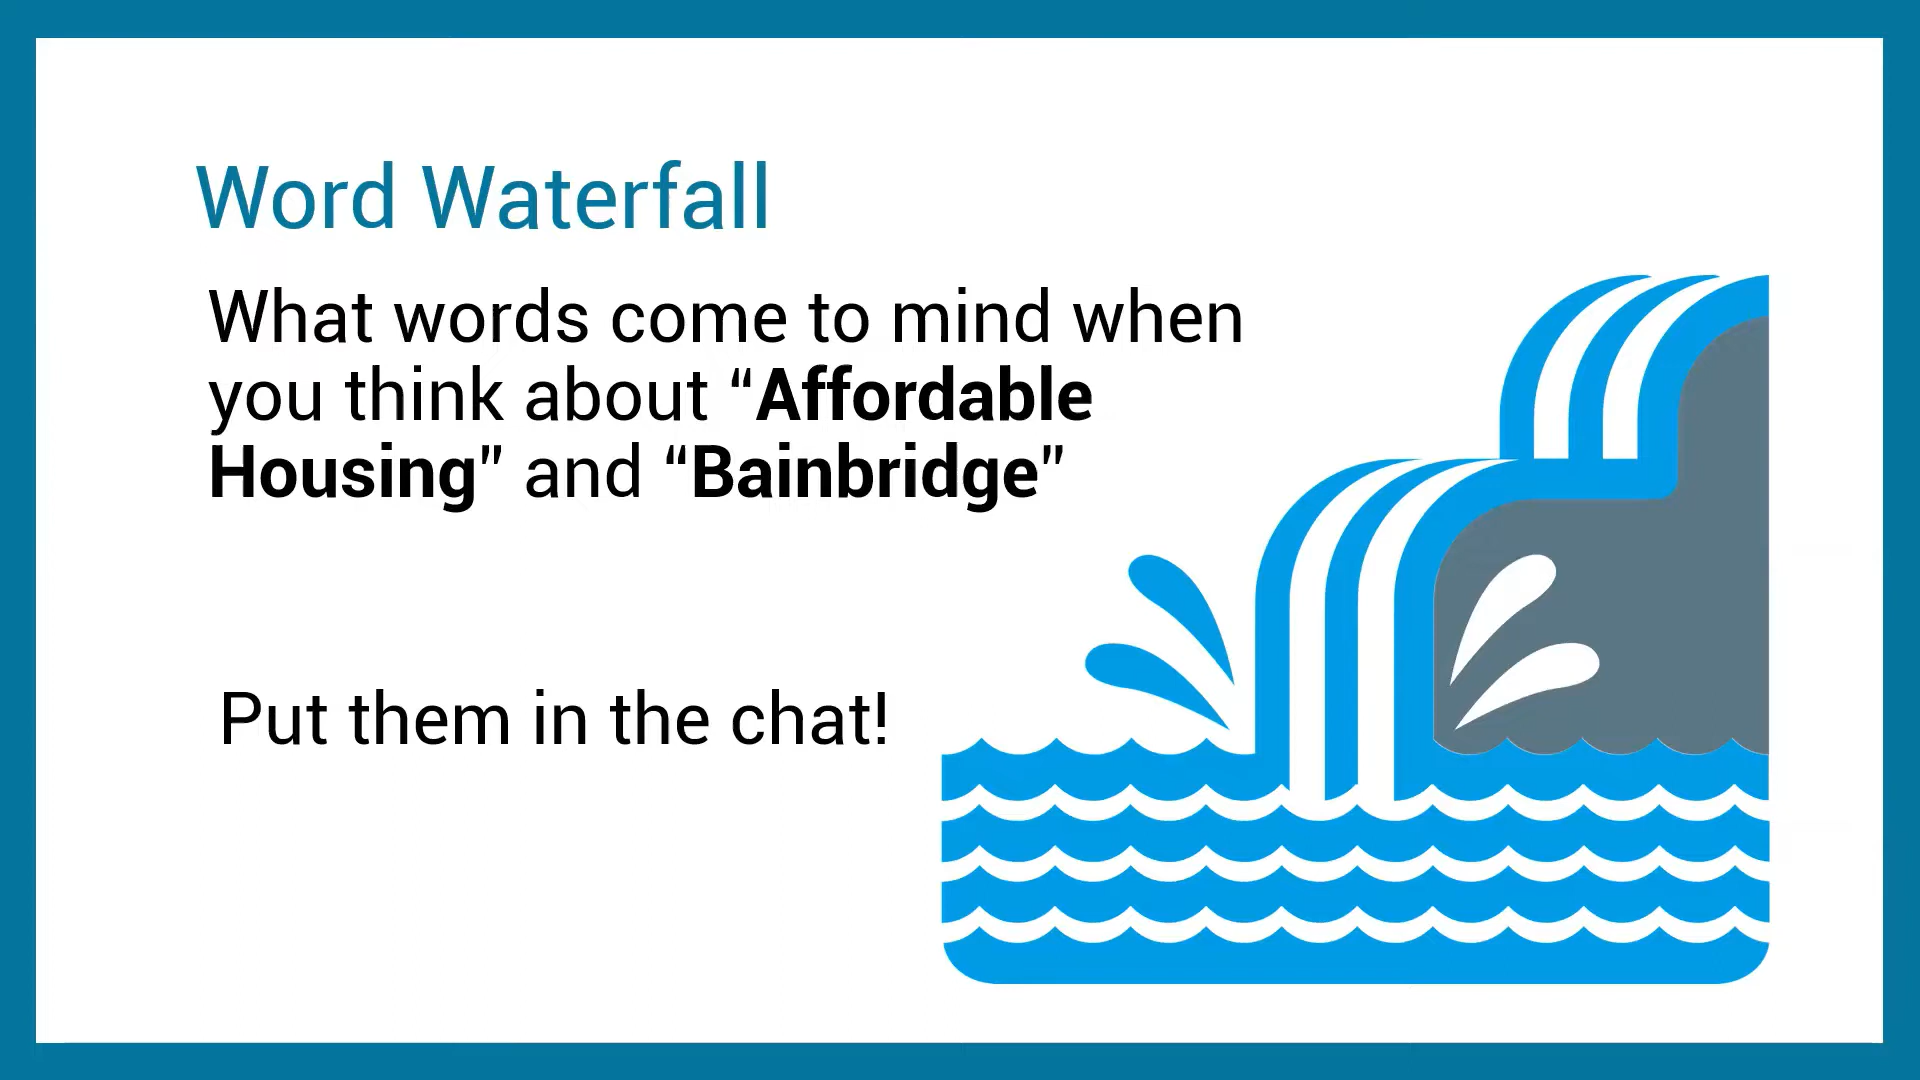 Word Waterfall
What words come to mind when
you think about “Affordable
Housing” and “Bainbridge”
Put them in the chat!